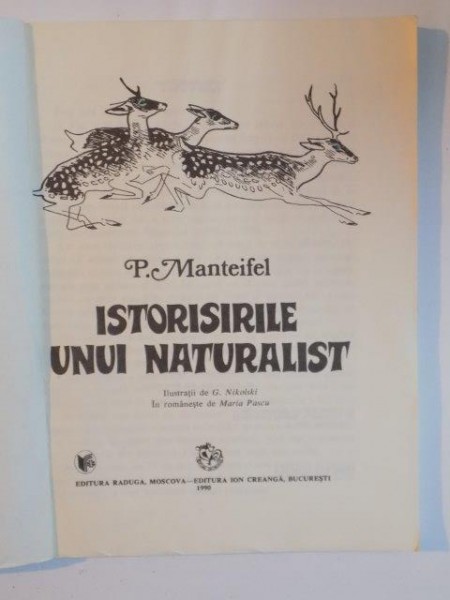 P. Manteifel
ISTORISIRILE
UNUI NATURALIST
Ilustrații de G. Nikolski
În românește de Maria Pascu
EDITURA RADUGA, MOSCOVA—EDITURA ION CREANGĂ, BUCUREȘTI
1990